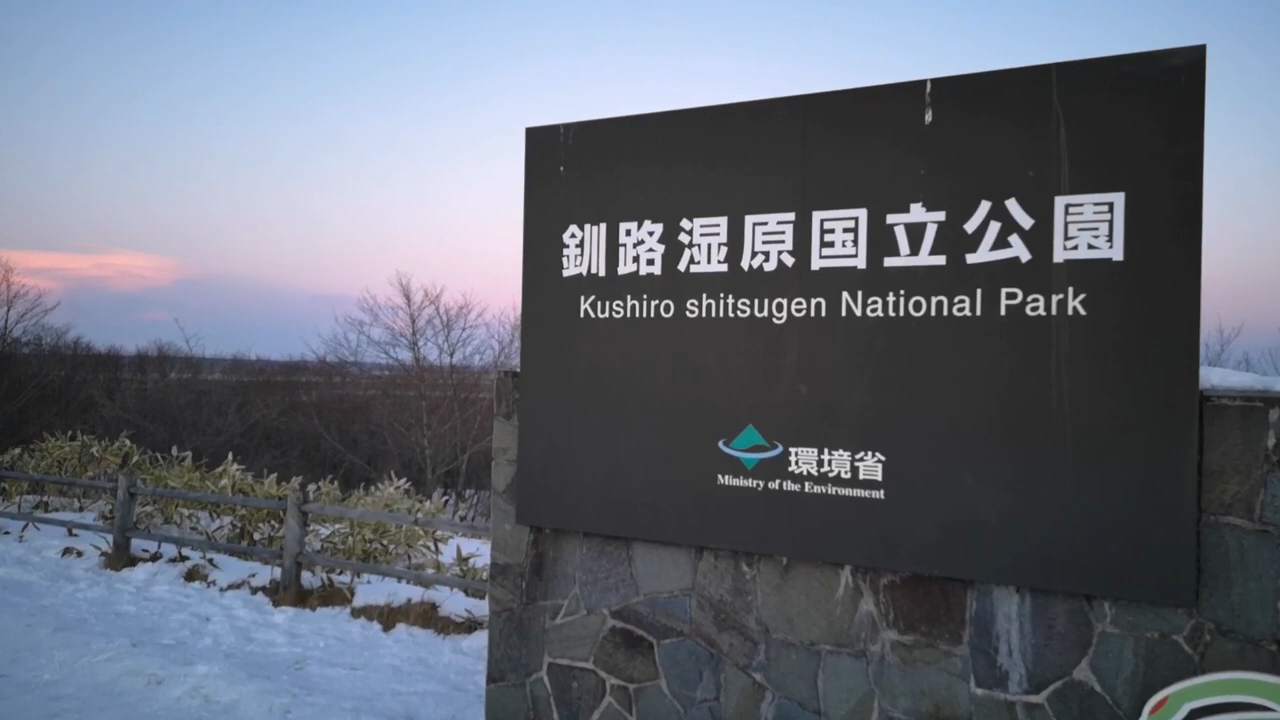 釧路湿原国立公園
Kushiro shitsugen National Park
環境省
Ministry of the Environment